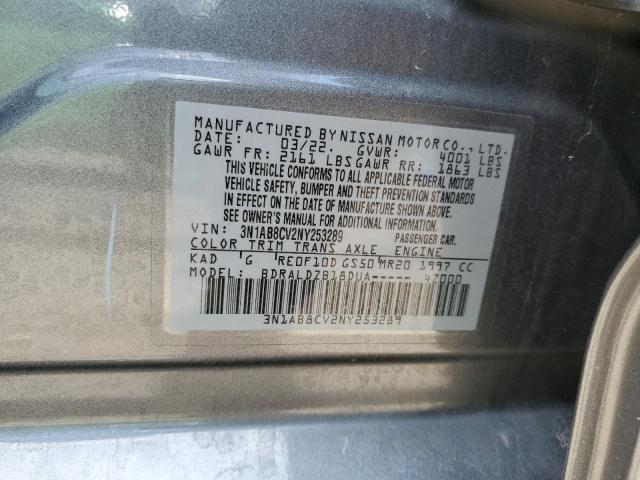 MANUFACTURED BY NISSAN MOTOR CO., LTD.
DATE: 03/22. GVWR: 4001 LBS
GAWR FR: 2161 LBS GAWR RR: 1863 LBS
THIS VEHICLE CONFORMS TO ALL APPLICABLE FEDERAL MOTOR
VEHICLE SAFETY, BUMPER AND THEFT PREVENTION STANDARDS
IN EFFECT ON THE DATE OF MANUFACTURE SHOWN ABOVE.
SEE OWNER'S MANUAL FOR ADDITIONAL INFORMATION.
VIN: 3N1AB8CV2NY253289 PASSENGER CAR.
COLOR TRIM TRANS AXLE ENGINE
KAD G RE0F10D GS50 MR20 1997 CC
MODEL: BDRALDZB18DUA----- 47000
3N1AB8CV2NY253289